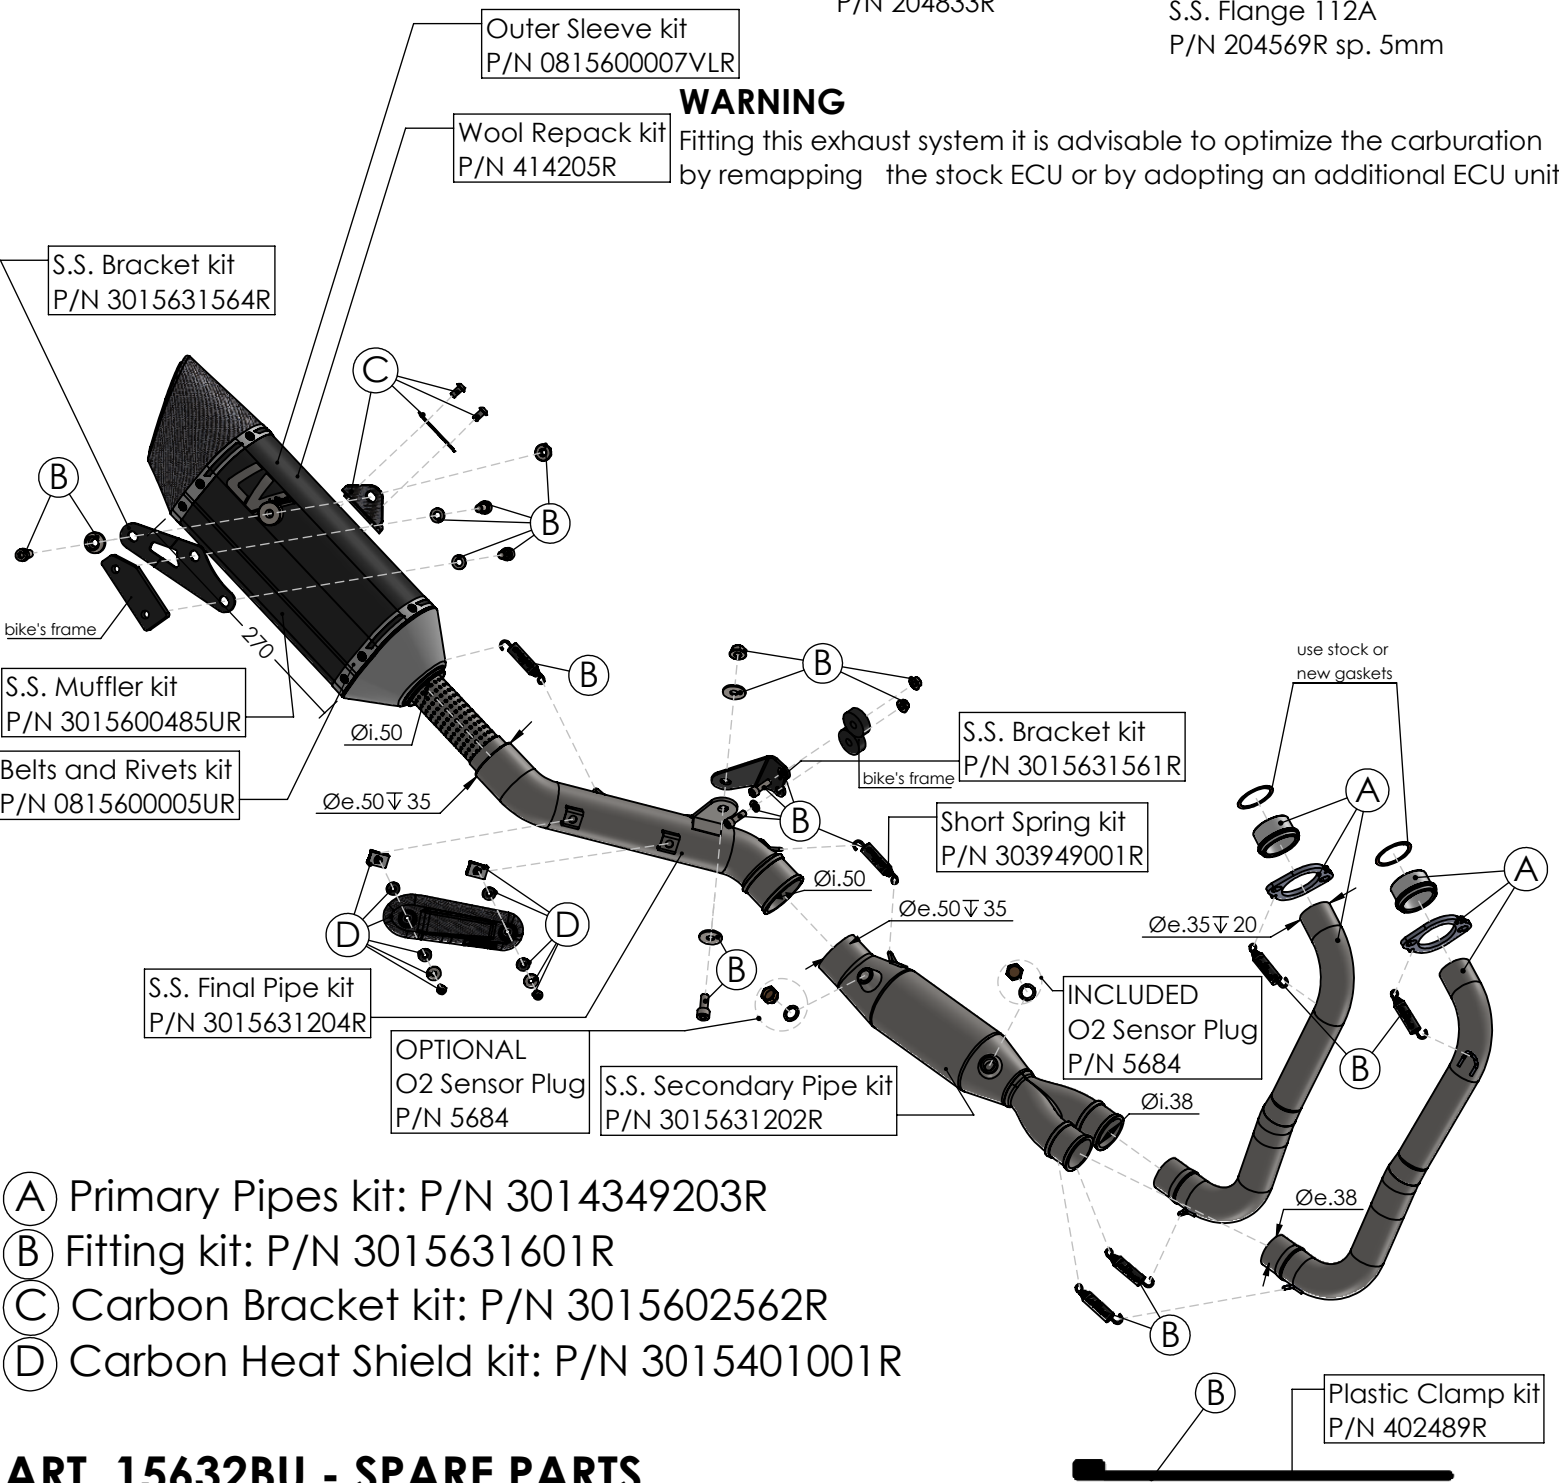 P/N 204833R
S.S. Flange 112A
P/N 204569R sp. 5mm
Outer Sleeve kit
P/N 0815600007VLR
WARNING
Fitting this exhaust system it is advisable to optimize the carburation
by remapping the stock ECU or by adopting an additional ECU unit
Wool Repack kit
P/N 414205R
S.S. Bracket kit
P/N 3015631564R
C
B
B
LV
bike's frame
270
S.S. Muffler kit
P/N 3015600485UR
Belts and Rivets kit
P/N 0815600005UR
Øi.50
Øe.50↧35
B
B
bike's frame
S.S. Bracket kit
P/N 3015631561R
B
Short Spring kit
P/N 303949001R
use stock or
new gaskets
A
A
Øi.50
Øe.50↧35
Øe.35↧20
D
D
B
S.S. Final Pipe kit
P/N 3015631204R
OPTIONAL
O2 Sensor Plug
P/N 5684
S.S. Secondary Pipe kit
P/N 3015631202R
INCLUDED
O2 Sensor Plug
P/N 5684
B
Øi.38
Øe.38
B
A Primary Pipes kit: P/N 3014349203R
B Fitting kit: P/N 3015631601R
C Carbon Bracket kit: P/N 3015602562R
D Carbon Heat Shield kit: P/N 3015401001R
B
Plastic Clamp kit
P/N 402489R
ART. 15632BU - SPARE PARTS